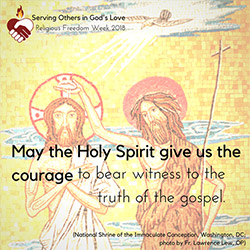 Serving Others in God's Love
Religious Freedom Week 2018
May the Holy Spirit give us the
courage to bear witness to the
truth of the gospel.
(National Shrine of the Immaculate Conception, Washington, DC;
photo by Fr. Lawrence Lew, OP)